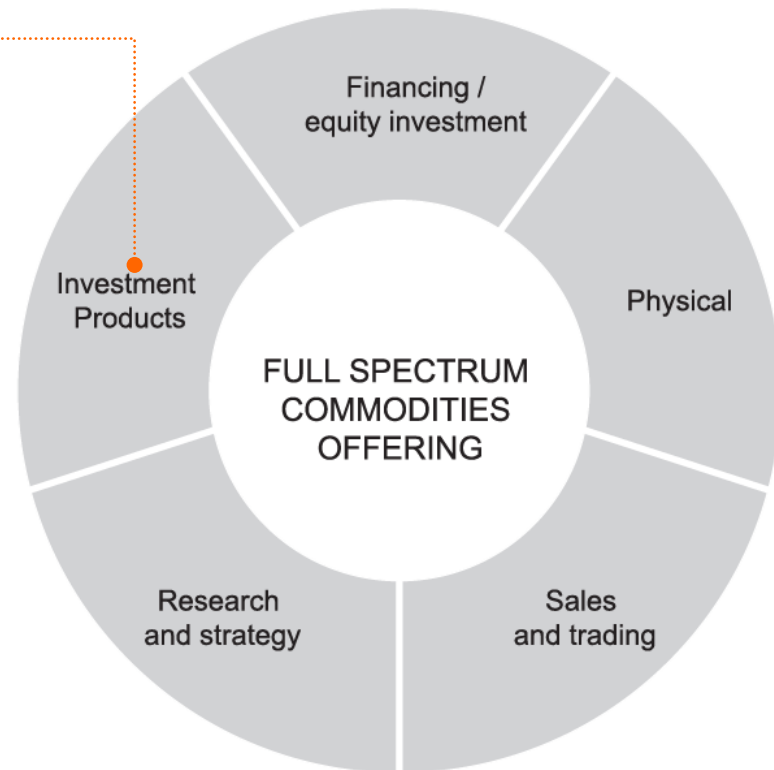 Financing /
equity investment
Investment
Products
Physical
FULL SPECTRUM
COMMODITIES
OFFERING
Research
and strategy
Sales
and trading